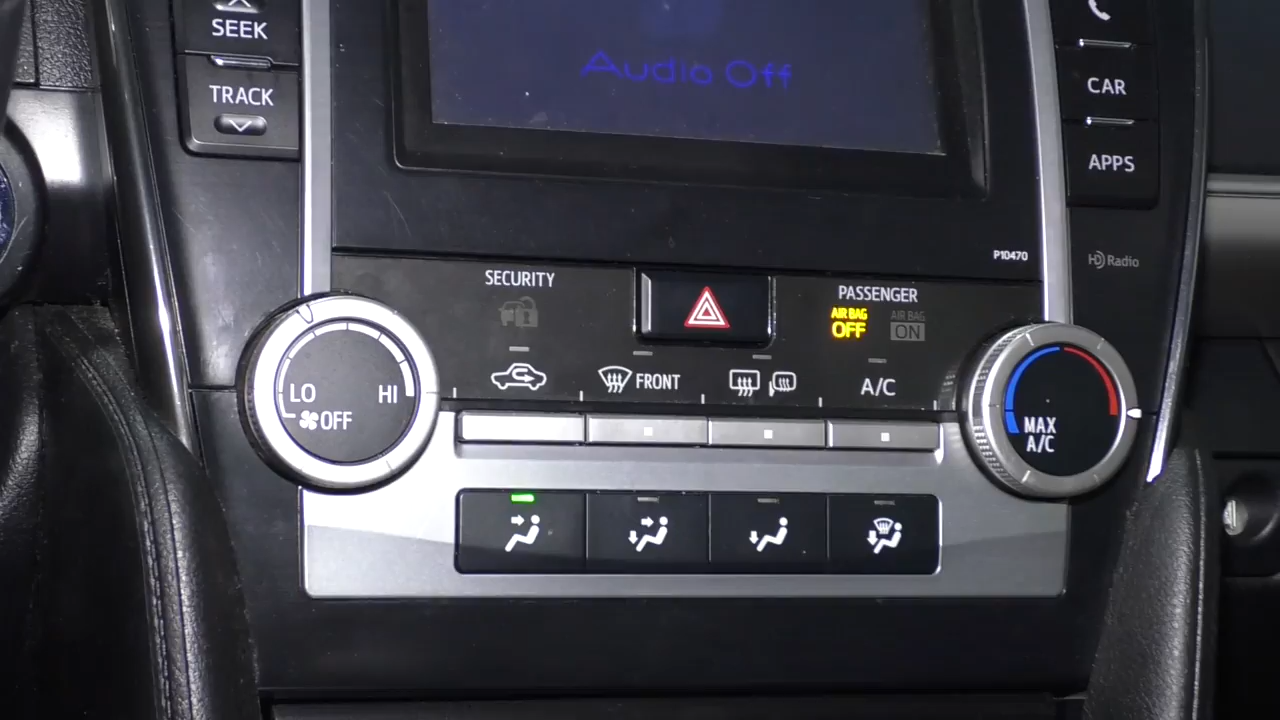 SEEK
TRACK
Audio Off
CAR
APPS
P10470
HD Radio
SECURITY
PASSENGER
AIR BAG
OFF
AIR BAG
ON
LO
HI
OFF
FRONT
A/C
MAX
A/C